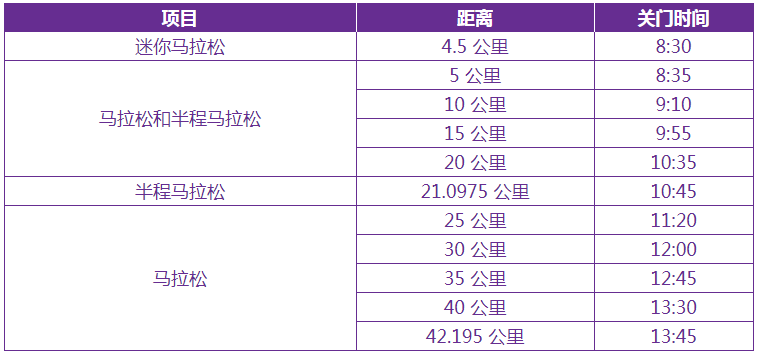 项目 距离 关门时间
迷你马拉松 4.5 公里 8:30
5 公里 8:35
10 公里 9:10
马拉松和半程马拉松
15 公里 9:55
20 公里 10:35
半程马拉松 21.0975 公里 10:45
25 公里 11:20
30 公里 12:00
马拉松 35 公里 12:45
40 公里 13:30
42.195 公里 13:45